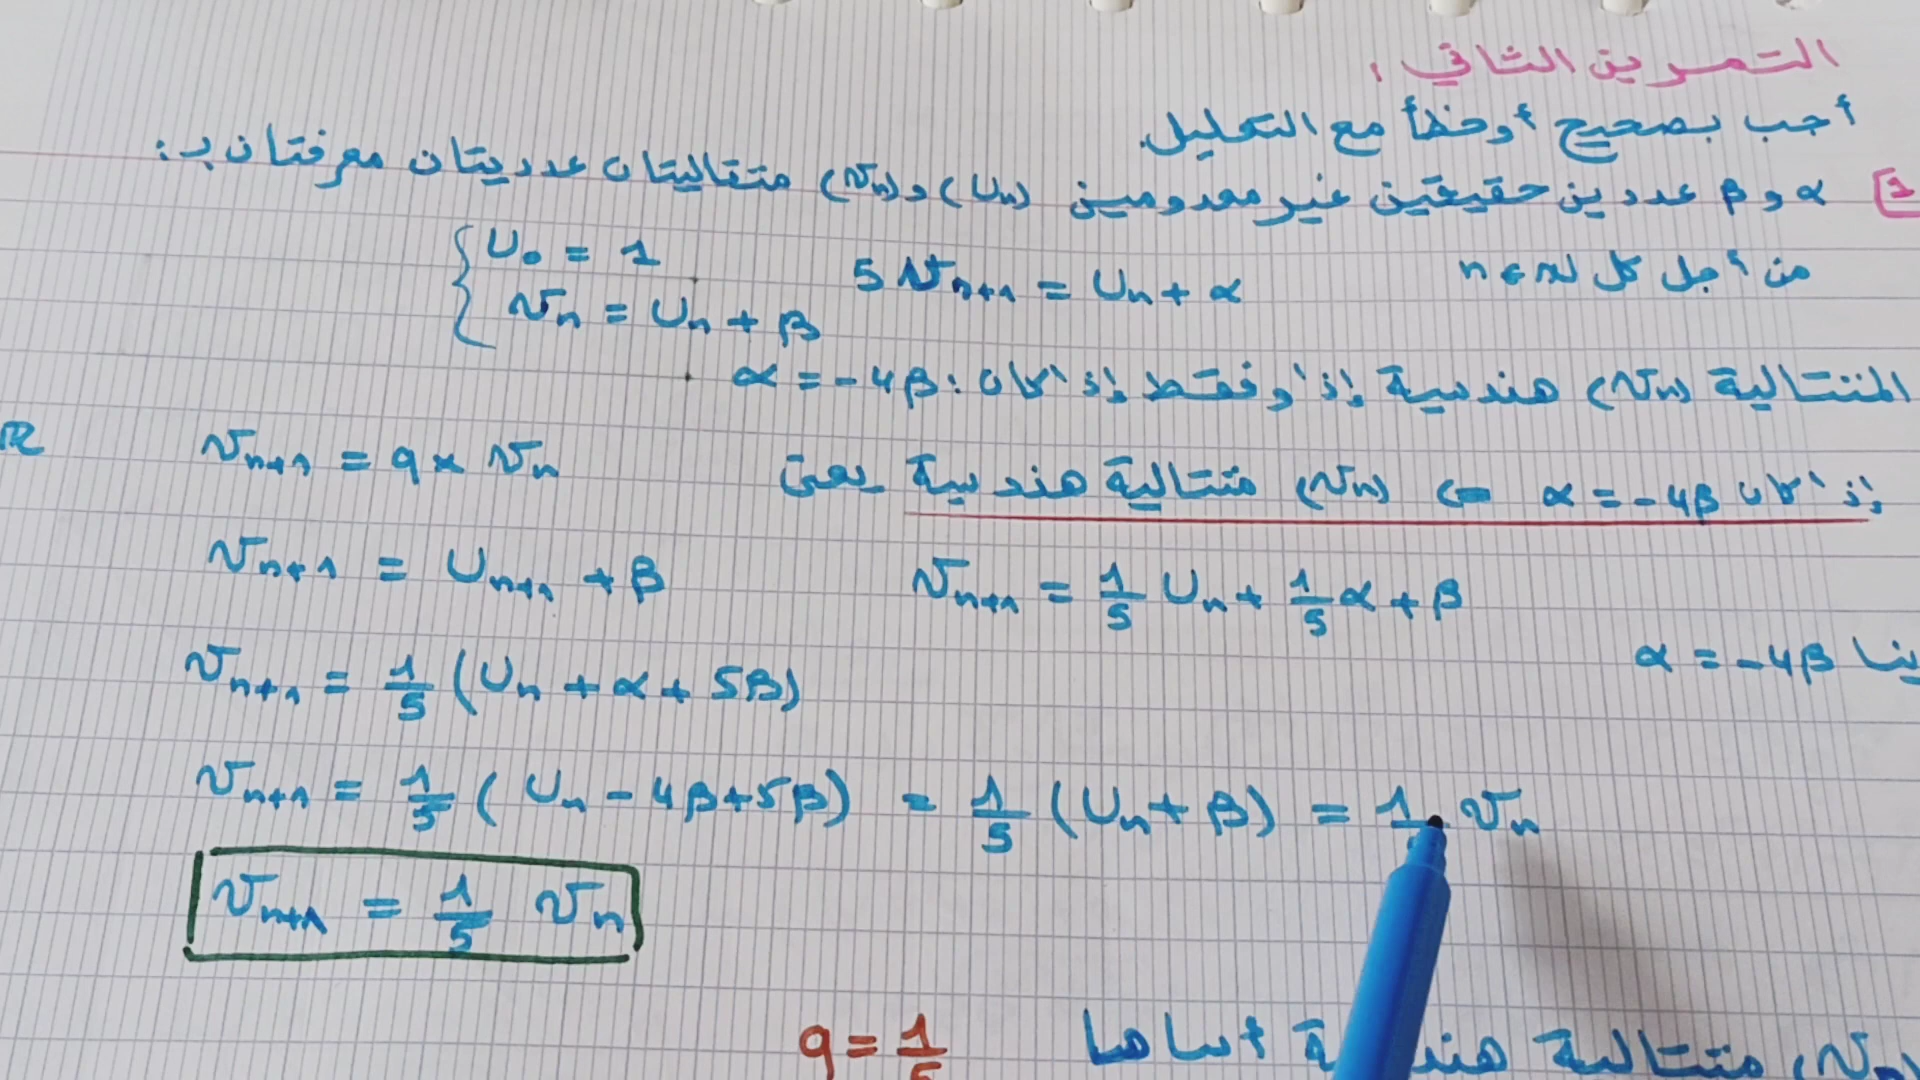 التمرين الثاني :
أجب بصحيح أو خطأ مع التعليل.
1] α و β عددين حقيقين غير معدومين (Un) و (Vn) متتاليتان عدديتان معرفتان بـ:
من أجل كل n ∈ ℕ
{ U₀ = 1
5 Vn+1 = Un + α
Vn = Un + β
المتتالية (Vn) هندسية إذا وفقط إذا كان: α = -4β
إذا كان α = -4β ⇐ (Vn) متتالية هندسية يعني Vn+1 = q × Vn
ℝ
Vn+1 = Un+1 + β
Vn+1 = 1/5 Un + 1/5 α + β
α = -4β
Vn+1 = 1/5 (Un + α + 5β)
Vn+1 = 1/5 (Un - 4β + 5β) = 1/5 (Un + β) = 1 Vn
Vn+1 = 1/5 Vn
(Vn) متتالية أساسها q = 1/5